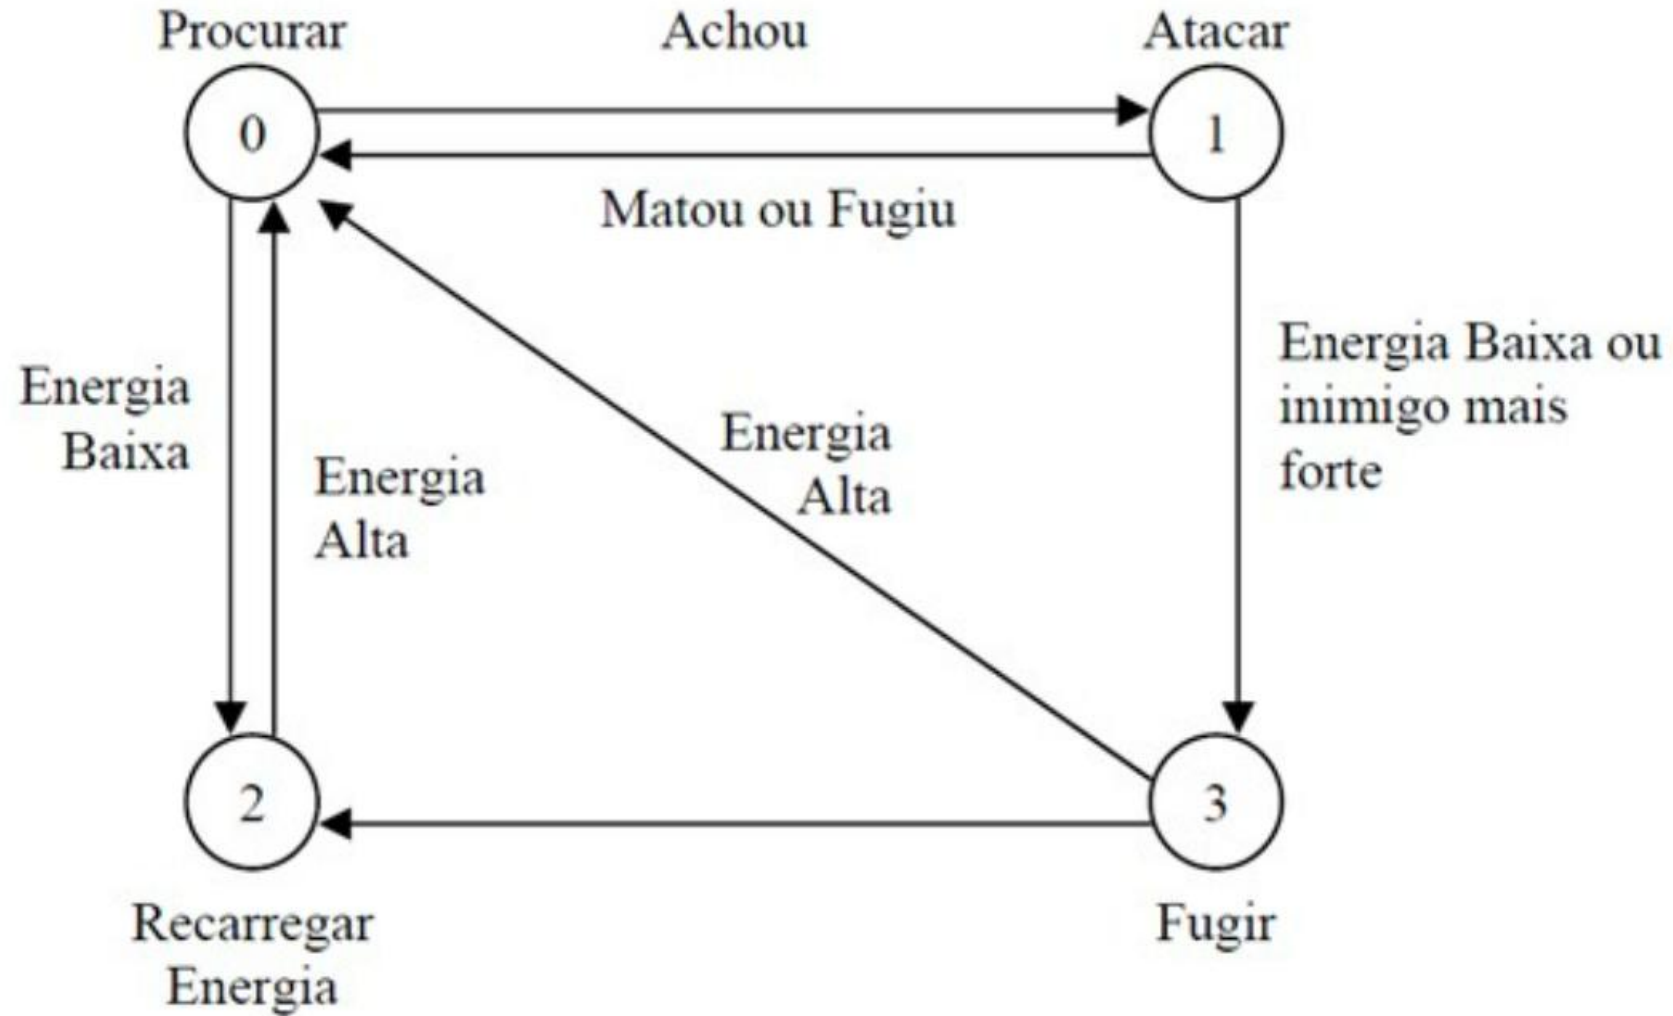 Procurar
Achou
Atacar
0
1
Matou ou Fugiu
Energia
Baixa
Energia
Alta
Energia
Alta
Energia Baixa ou
inimigo mais
forte
2
3
Recarregar
Energia
Fugir